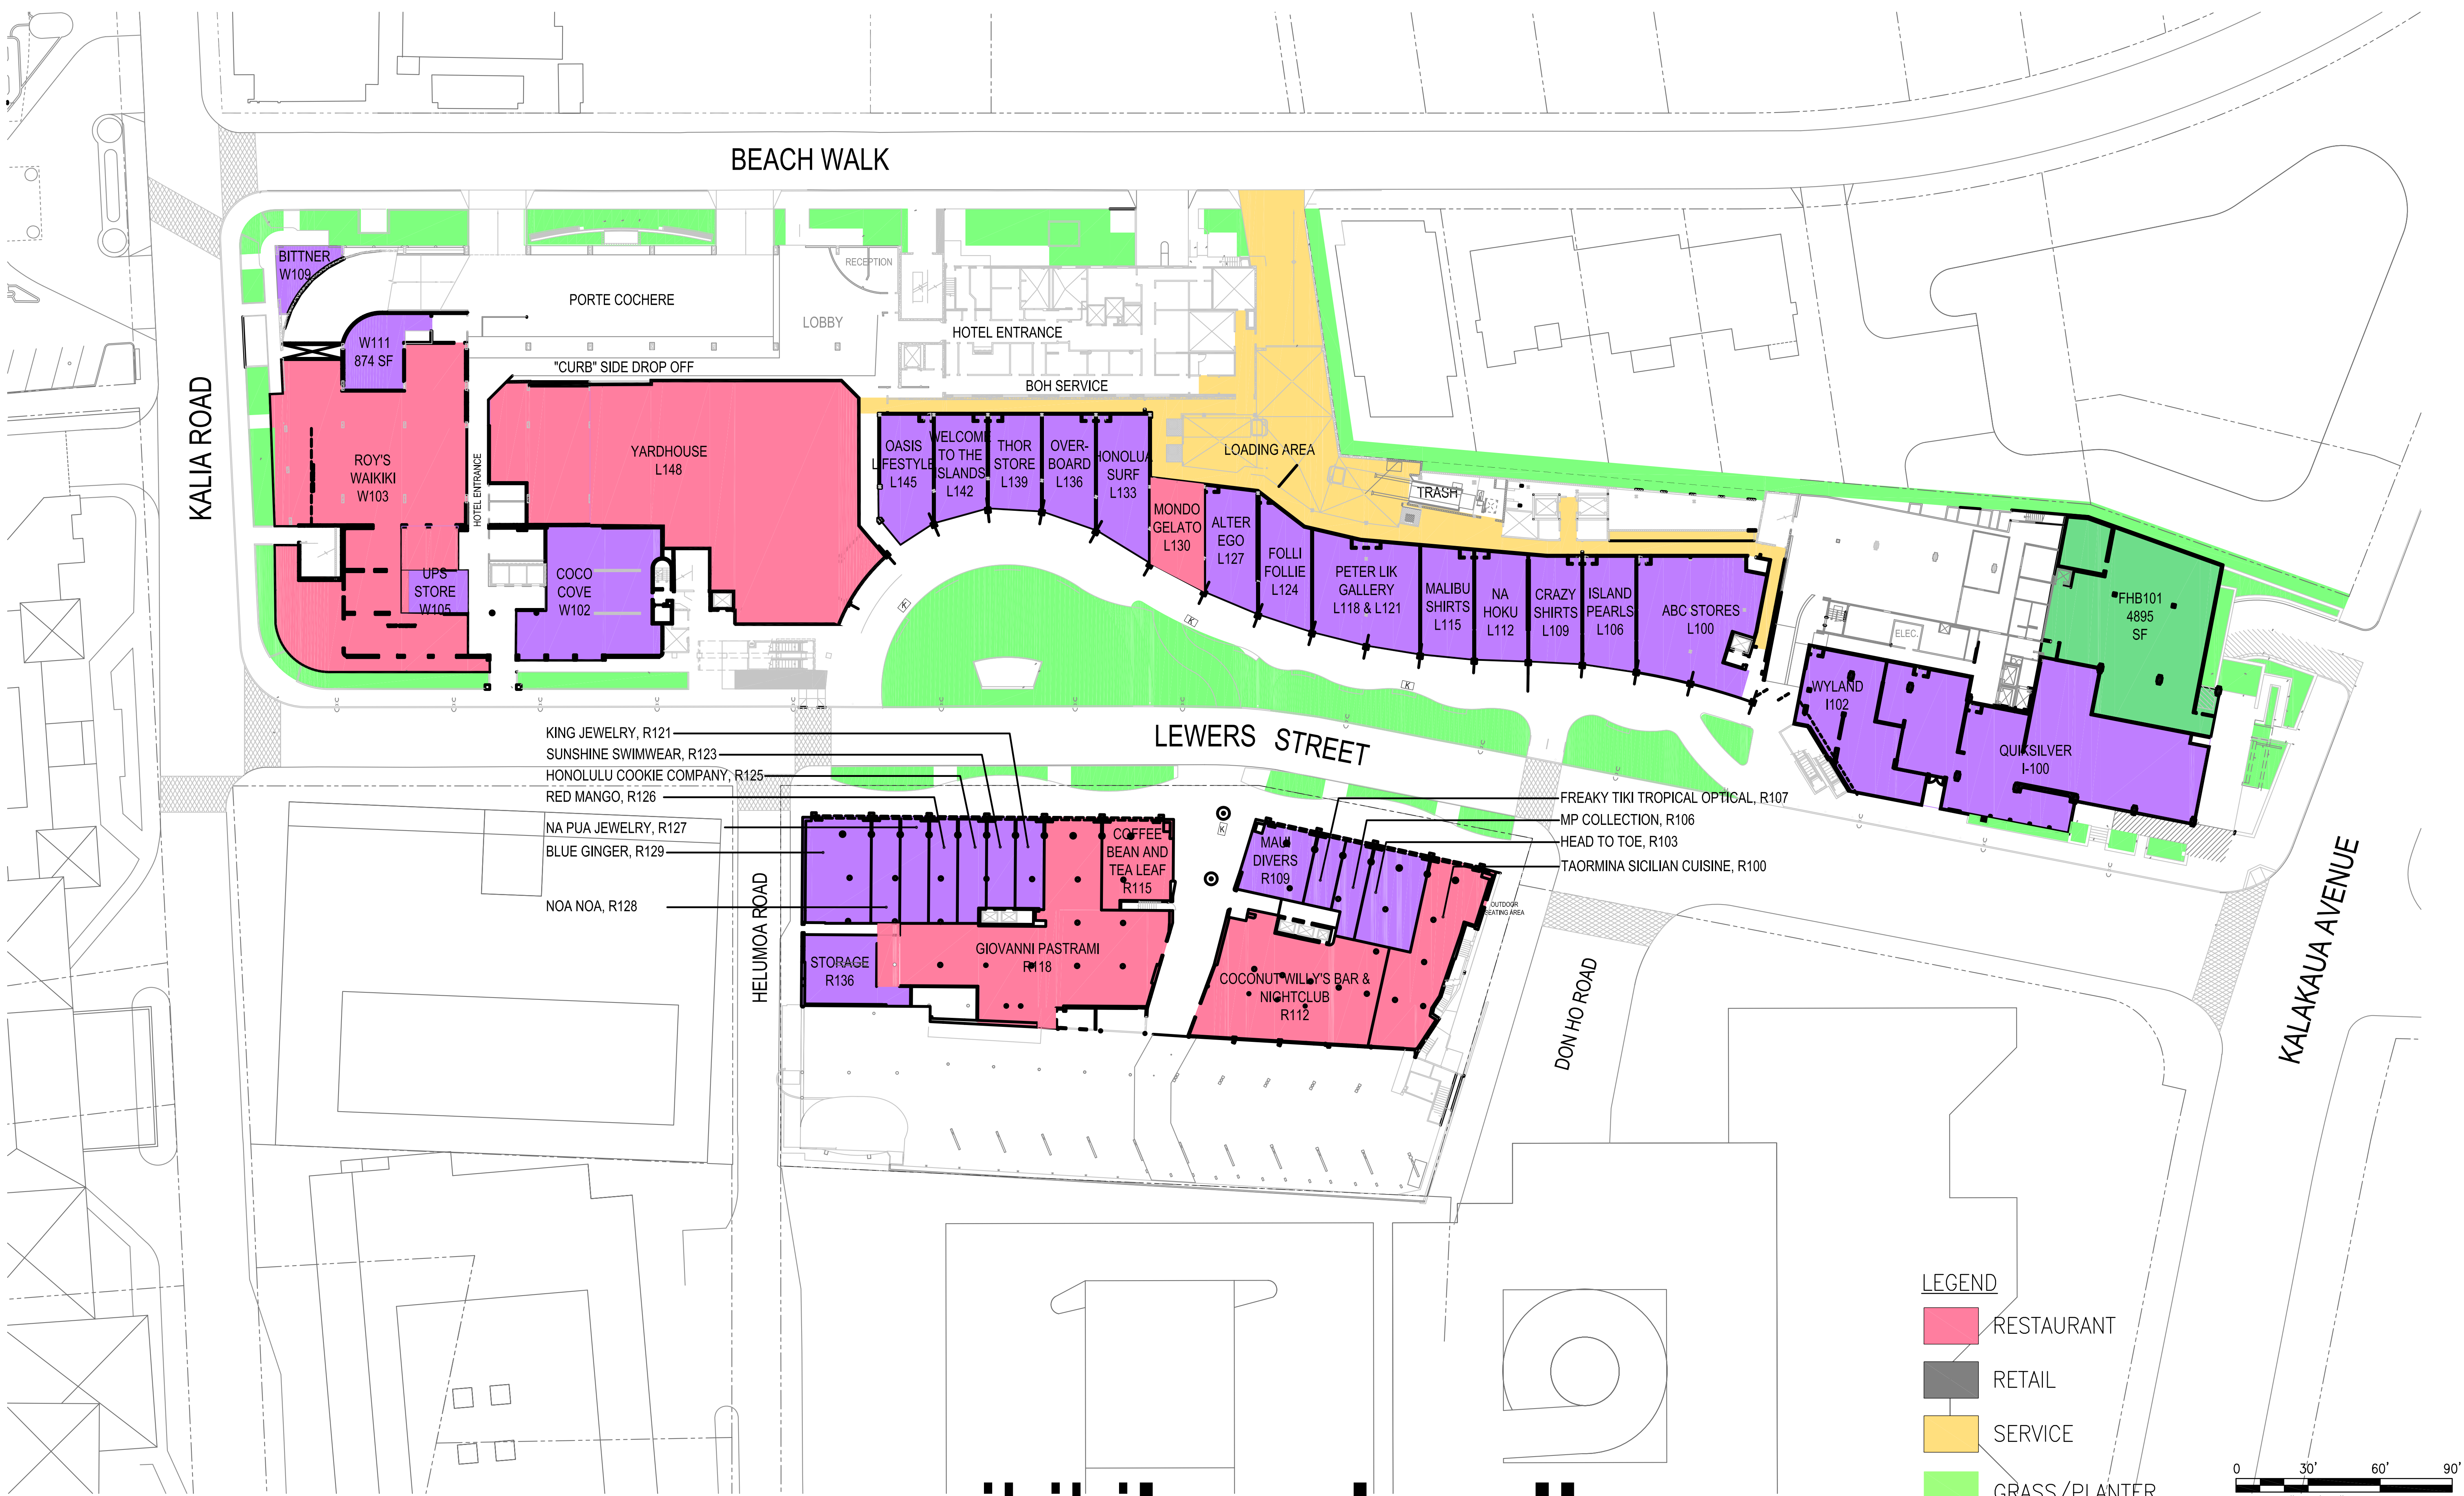 BEACH WALK
BITTNER
W109
RECEPTION
PORTE COCHERE
LOBBY
HOTEL ENTRANCE
W111
874 SF
"CURB" SIDE DROP OFF
BOH SERVICE
KALIA ROAD
ROY'S
WAIKIKI
W103
HOTEL ENTRANCE
YARDHOUSE
L148
OASIS
LIFESTYLE
L145
WELCOME
TO THE
ISLANDS
L142
THOR
STORE
L139
OVER-
BOARD
L136
HONOLUA
SURF
L133
LOADING AREA
TRASH
MONDO
GELATO
L130
ALTER
EGO
L127
FOLLI
FOLLIE
L124
PETER LIK
GALLERY
L118 & L121
MALIBU
SHIRTS
L115
NA
HOKU
L112
CRAZY
SHIRTS
L109
ISLAND
PEARLS
L106
ABC STORES
L100
UPS
STORE
W105
COCO
COVE
W102
ELEC.
FHB101
4895
SF
WYLAND
I102
QUIKSILVER
I-100
K
K
K
LEWERS STREET
KING JEWELRY, R121
SUNSHINE SWIMWEAR, R123
HONOLULU COOKIE COMPANY, R125
RED MANGO, R126
NA PUA JEWELRY, R127
BLUE GINGER, R129
NOA NOA, R128
HELUMOA ROAD
COFFEE
BEAN AND
TEA LEAF
R115
K
MAUI
DIVERS
R109
FREAKY TIKI TROPICAL OPTICAL, R107
MP COLLECTION, R106
HEAD TO TOE, R103
TAORMINA SICILIAN CUISINE, R100
OUTDOOR
SEATING AREA
STORAGE
R136
GIOVANNI PASTRAMI
R118
COCONUT WILLY'S BAR &
NIGHTCLUB
R112
DON HO ROAD
KALAKAUA AVENUE
LEGEND
RESTAURANT
RETAIL
SERVICE
GRASS/PLANTER
0 30' 60' 90'